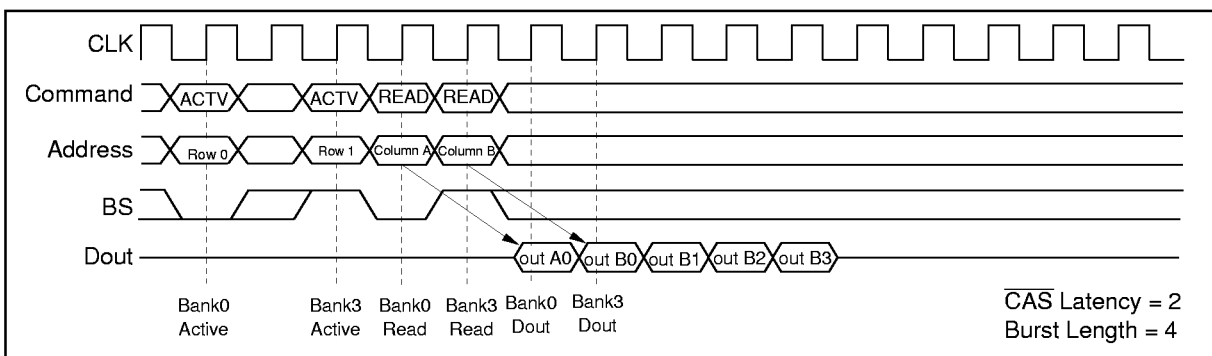 CLK
Command ACTV ACTV READ READ
Address Row 0 Row 1 Column A Column B
BS
Dout out A0 out B0 out B1 out B2 out B3
Bank0 Active
Bank3 Active
Bank0 Read
Bank3 Read
Bank0 Dout
Bank3 Dout
CAS Latency = 2
Burst Length = 4